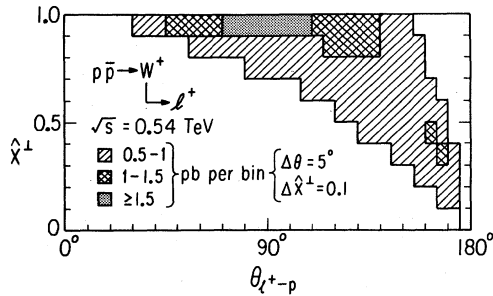 1.0
p p̄ → W⁺
ℓ⁺
√s = 0.54 TeV
0.5-1
1-1.5
≥1.5
pb per bin
Δθ = 5°
ΔX̂⊥ = 0.1
0.5
0
X̂⊥
0° 90° 180°
θℓ⁺-p